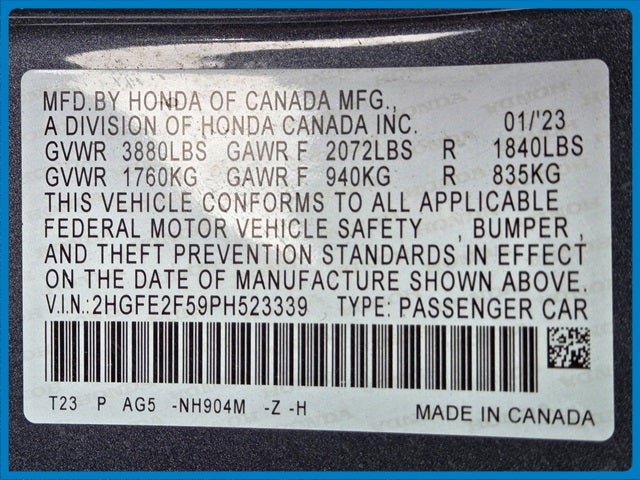 MFD.BY HONDA OF CANADA MFG.,
A DIVISION OF HONDA CANADA INC. 01/'23
GVWR 3880LBS GAWR F 2072LBS R 1840LBS
GVWR 1760KG GAWR F 940KG R 835KG
THIS VEHICLE CONFORMS TO ALL APPLICABLE
FEDERAL MOTOR VEHICLE SAFETY , BUMPER ,
AND THEFT PREVENTION STANDARDS IN EFFECT
ON THE DATE OF MANUFACTURE SHOWN ABOVE.
V.I.N.:2HGFE2F59PH523339 TYPE: PASSENGER CAR
T23 P AG5 -NH904M -Z -H MADE IN CANADA